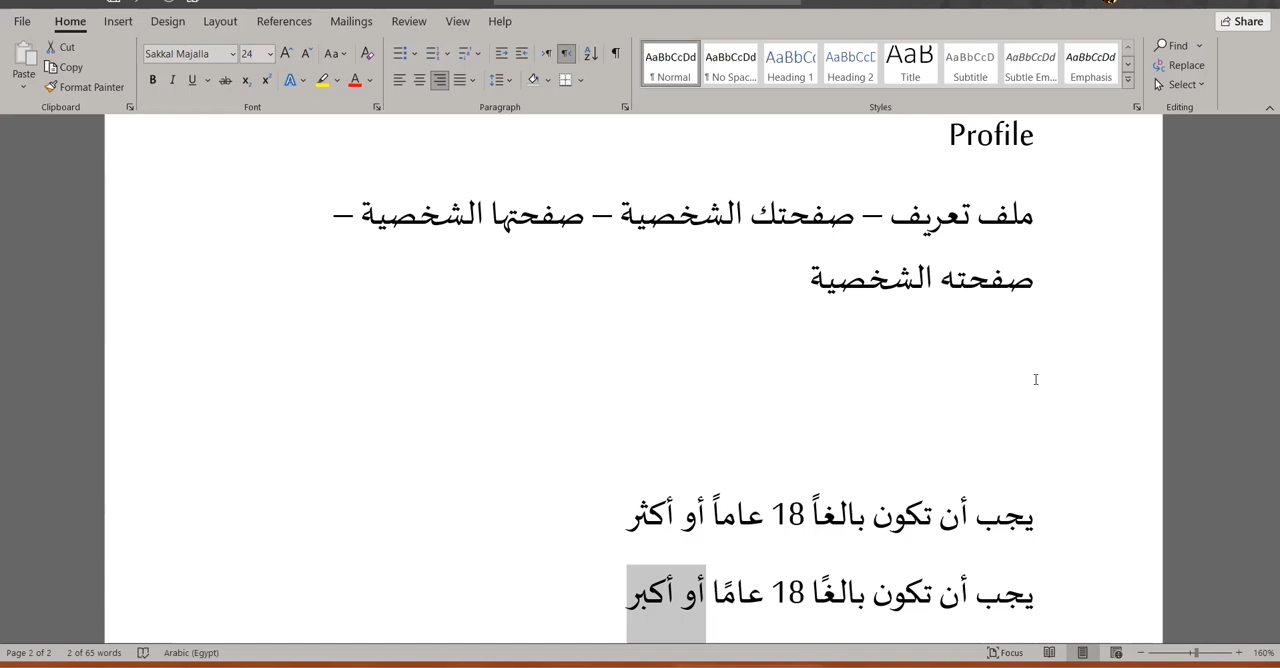 File Home Insert Design Layout References Mailings Review View Help Share
Paste Cut Copy Format Painter Clipboard
Sakkal Majalla 24 Font
Paragraph
AaBbCcDd ¶ Normal AaBbCcDd ¶ No Spac... AaBbCc Heading 1 AaBbCcC Heading 2 AaB Title AaBbCcD Subtitle AaBbCcDd Subtle Em... AaBbCcDd Emphasis
Styles
Find Replace Select Editing
Profile
ملف تعريف – صفحتك الشخصية – صفحتها الشخصية –
صفحته الشخصية
يجب أن تكون بالغاً 18 عاماً أو أكثر
يجب أن تكون بالغًا 18 عامًا أو أكبر
Page 2 of 2 2 of 65 words Arabic (Egypt) Focus 160%